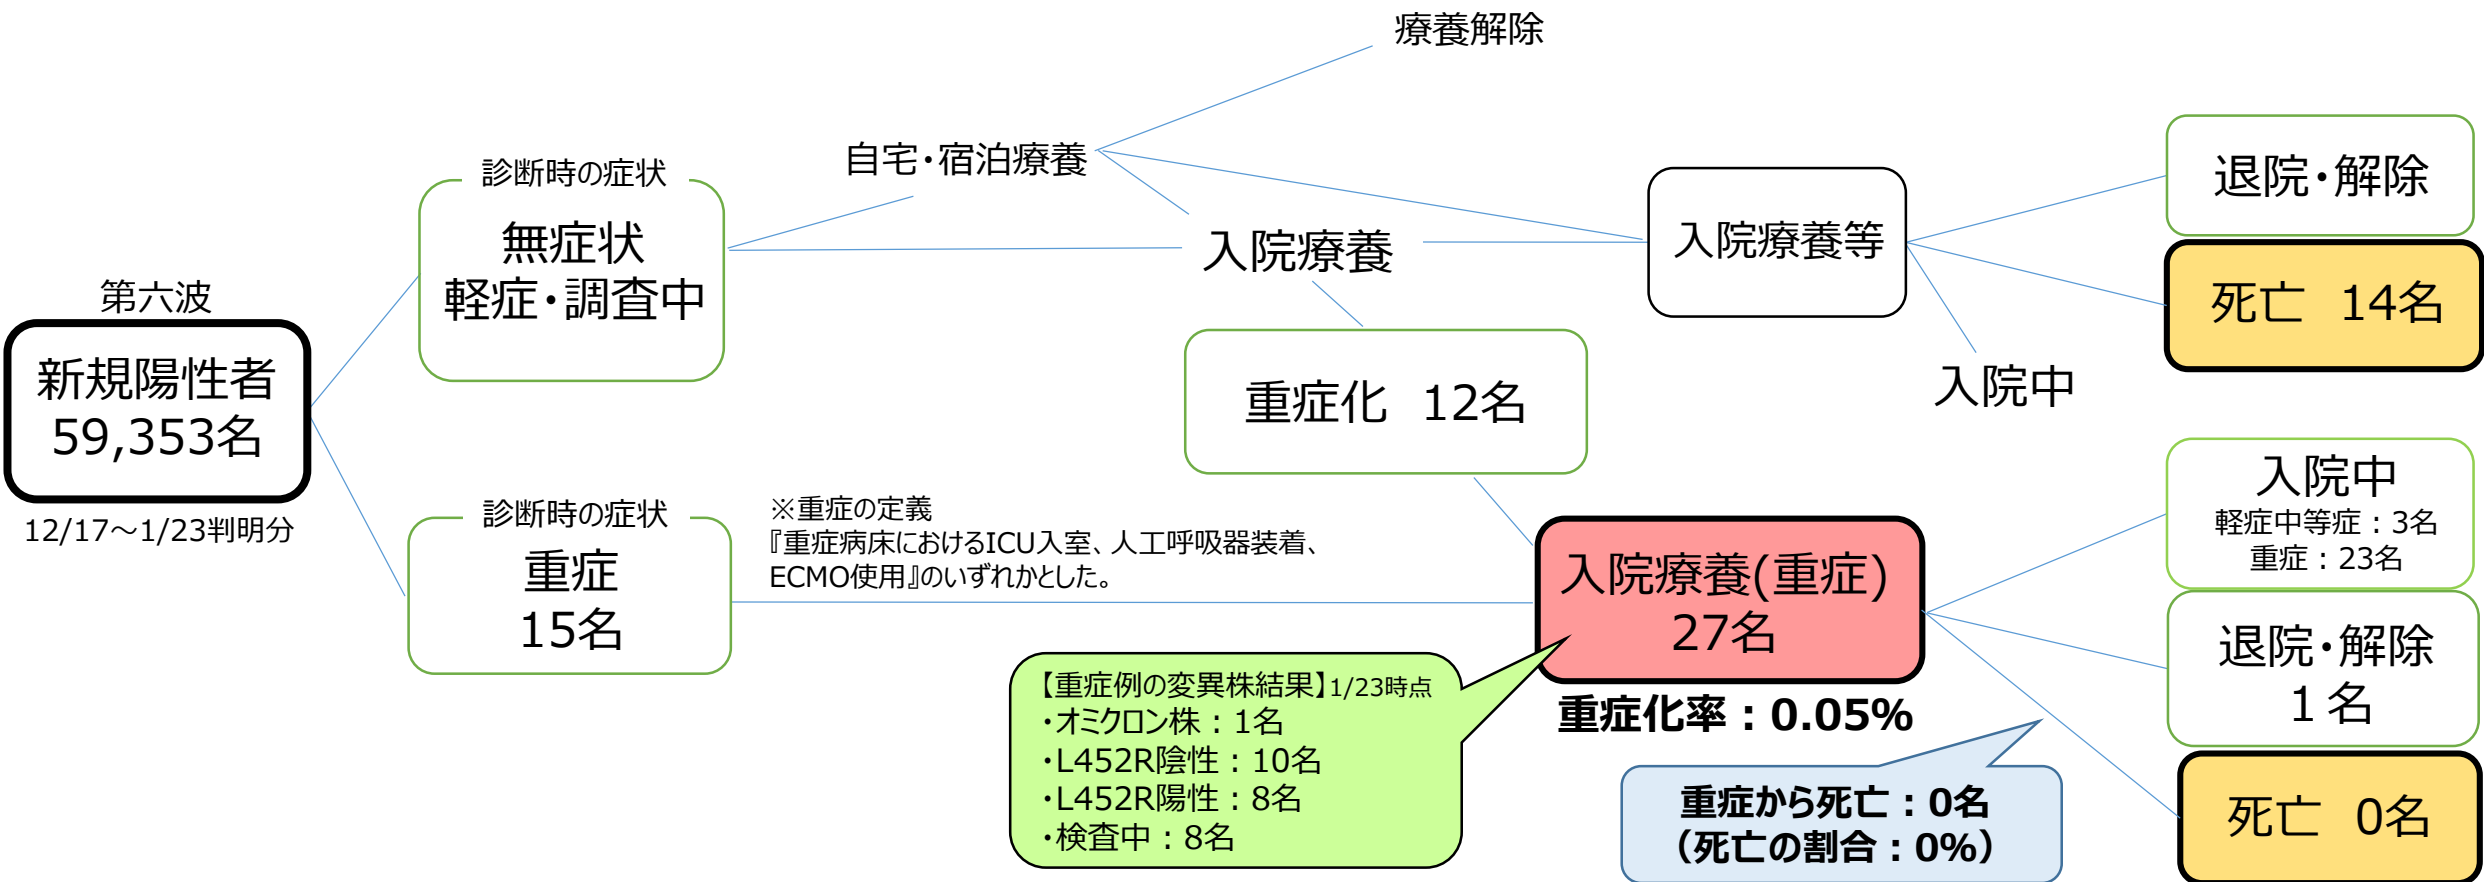 療養解除
自宅・宿泊療養
診断時の症状
無症状
軽症・調査中
入院療養
入院療養等
退院・解除
死亡 14名
入院中
第六波
新規陽性者
59,353名
12/17～1/23判明分
重症化 12名
診断時の症状
重症
15名
※重症の定義
『重症病床におけるICU入室、人工呼吸器装着、
ECMO使用』のいずれかとした。
入院療養(重症)
27名
重症化率：0.05%
入院中
軽症中等症：3名
重症：23名
退院・解除
１名
死亡 0名
【重症例の変異株結果】1/23時点
・オミクロン株：1名
・L452R陰性：10名
・L452R陽性：8名
・検査中：8名
重症から死亡：0名
（死亡の割合：0%）